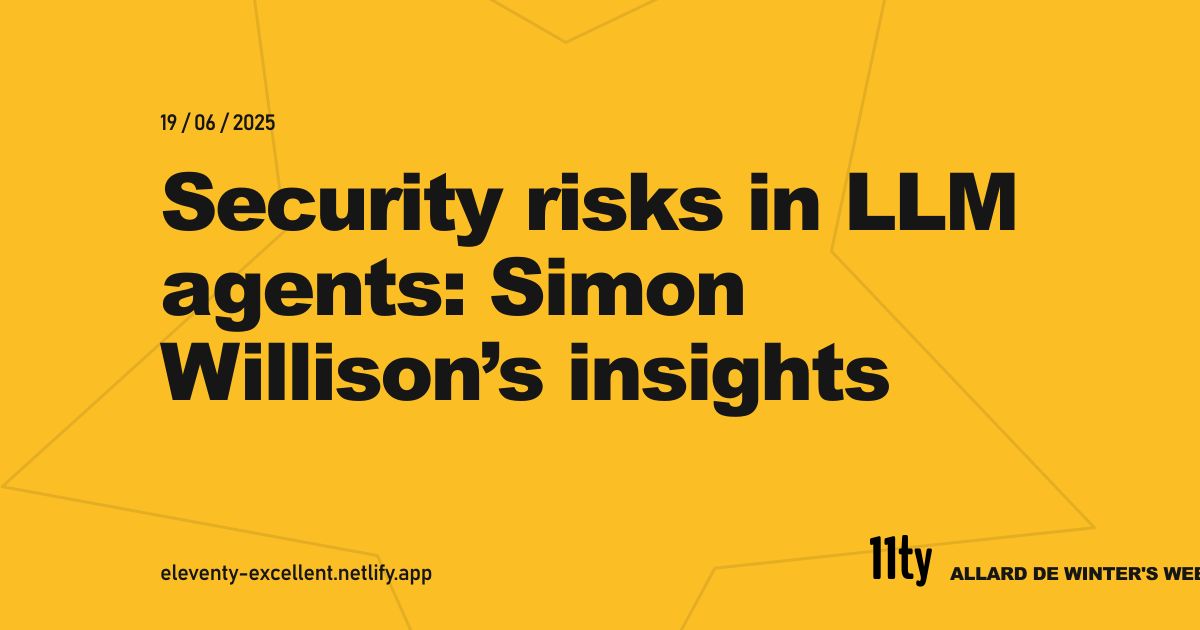 19 / 06 / 2025
Security risks in LLM
agents: Simon
Willison’s insights
eleventy-excellent.netlify.app
11ty
ALLARD DE WINTER'S